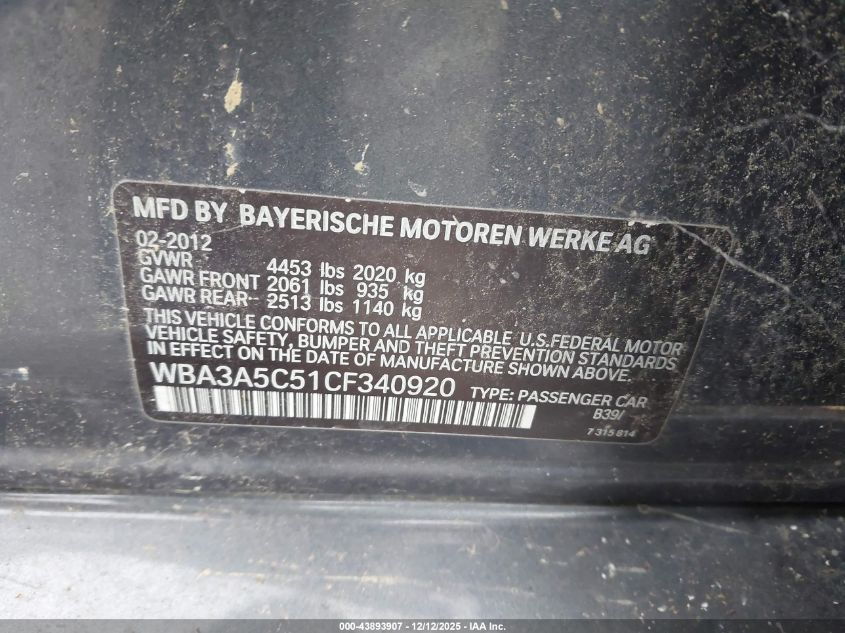 MFD BY BAYERISCHE MOTOREN WERKE AG
02-2012
GVWR 4453 lbs 2020 kg
GAWR FRONT 2061 lbs 935 kg
GAWR REAR 2513 lbs 1140 kg
THIS VEHICLE CONFORMS TO ALL APPLICABLE U.S.FEDERAL MOTOR
VEHICLE SAFETY, BUMPER AND THEFT PREVENTION STANDARDS
IN EFFECT ON THE DATE OF MANUFACTURE SHOWN ABOVE.
WBA3A5C51CF340920 TYPE: PASSENGER CAR
B39/
7 315 814
000-43893907 - 12/12/2025 - IAA Inc.